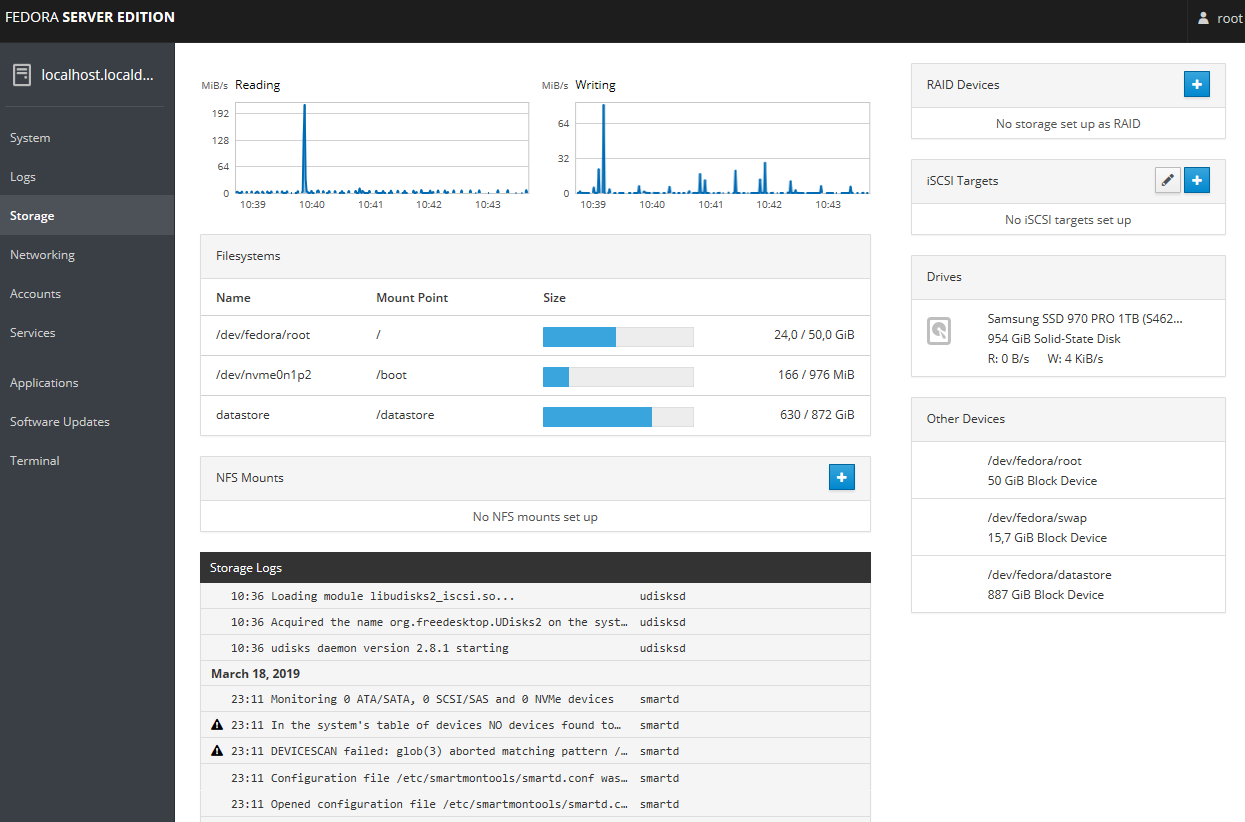 FEDORA SERVER EDITION
root
localhost.locald...
System
Logs
Storage
Networking
Accounts
Services
Applications
Software Updates
Terminal
MiB/s Reading
192
128
64
0
10:39 10:40 10:41 10:42 10:43
MiB/s Writing
64
32
0
10:39 10:40 10:41 10:42 10:43
Filesystems
Name Mount Point Size
/dev/fedora/root / 24,0 / 50,0 GiB
/dev/nvme0n1p2 /boot 166 / 976 MiB
datastore /datastore 630 / 872 GiB
NFS Mounts
No NFS mounts set up
Storage Logs
10:36 Loading module libudisks2_iscsi.so... udisksd
10:36 Acquired the name org.freedesktop.UDisks2 on the syst… udisksd
10:36 udisks daemon version 2.8.1 starting udisksd
March 18, 2019
23:11 Monitoring 0 ATA/SATA, 0 SCSI/SAS and 0 NVMe devices smartd
23:11 In the system's table of devices NO devices found to… smartd
23:11 DEVICESCAN failed: glob(3) aborted matching pattern /… smartd
23:11 Configuration file /etc/smartmontools/smartd.conf was… smartd
23:11 Opened configuration file /etc/smartmontools/smartd.c… smartd
RAID Devices
No storage set up as RAID
iSCSI Targets
No iSCSI targets set up
Drives
Samsung SSD 970 PRO 1TB (S462...
954 GiB Solid-State Disk
R: 0 B/s W: 4 KiB/s
Other Devices
/dev/fedora/root
50 GiB Block Device
/dev/fedora/swap
15,7 GiB Block Device
/dev/fedora/datastore
887 GiB Block Device